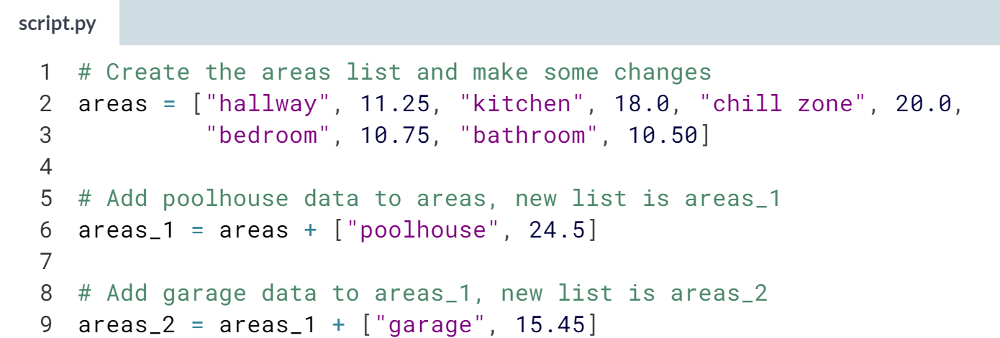 script.py
1 # Create the areas list and make some changes
2 areas = ["hallway", 11.25, "kitchen", 18.0, "chill zone", 20.0,
3          "bedroom", 10.75, "bathroom", 10.50]
4
5 # Add poolhouse data to areas, new list is areas_1
6 areas_1 = areas + ["poolhouse", 24.5]
7
8 # Add garage data to areas_1, new list is areas_2
9 areas_2 = areas_1 + ["garage", 15.45]